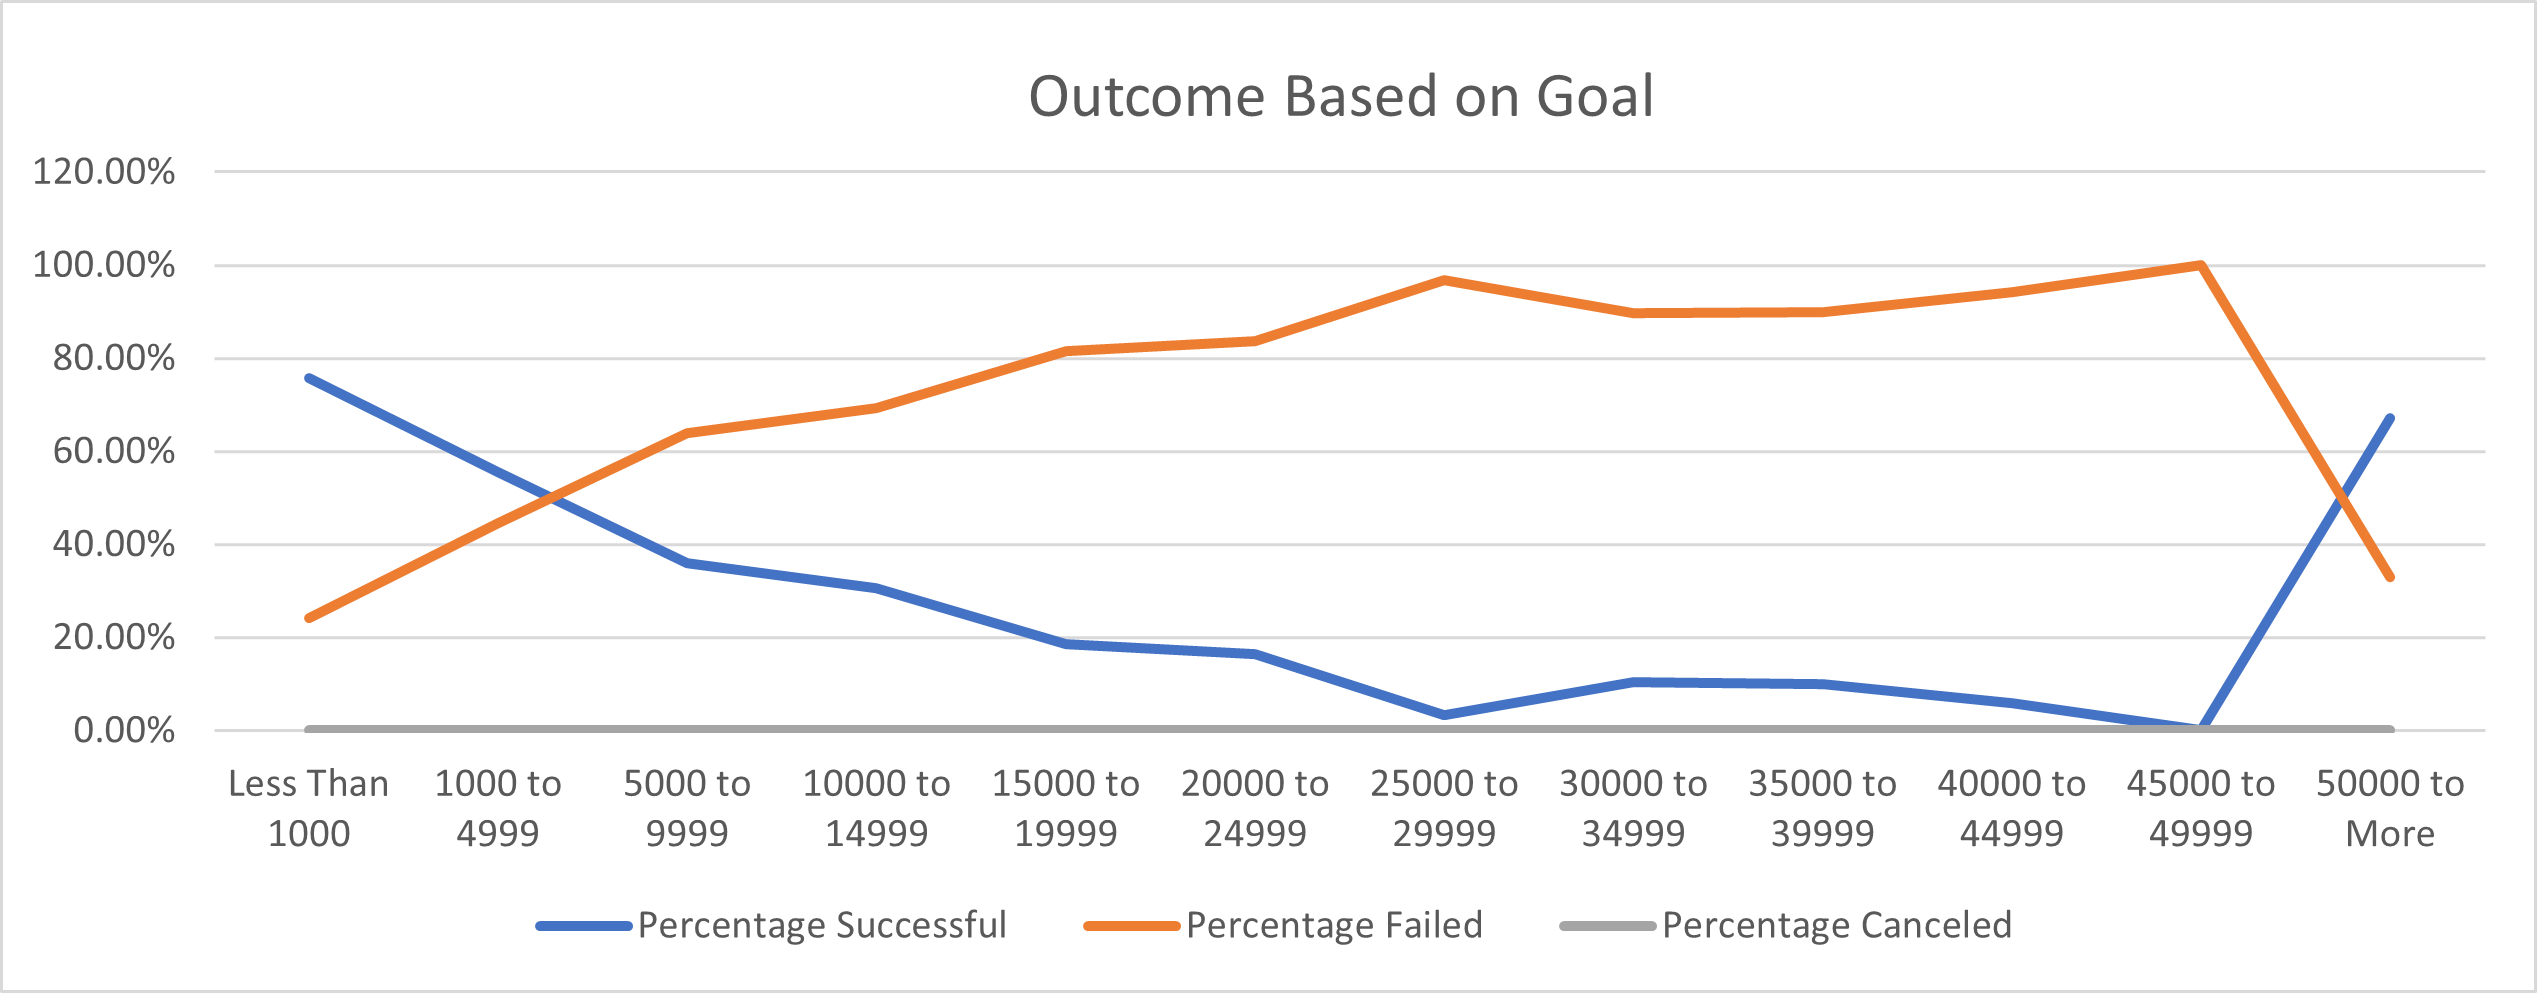 Outcome Based on Goal
120.00%
100.00%
80.00%
60.00%
40.00%
20.00%
0.00%
Less Than 1000 to 5000 to 10000 to 15000 to 20000 to 25000 to 30000 to 35000 to 40000 to 45000 to 50000 to
1000 4999 9999 14999 19999 24999 29999 34999 39999 44999 49999 More
Percentage Successful Percentage Failed Percentage Canceled